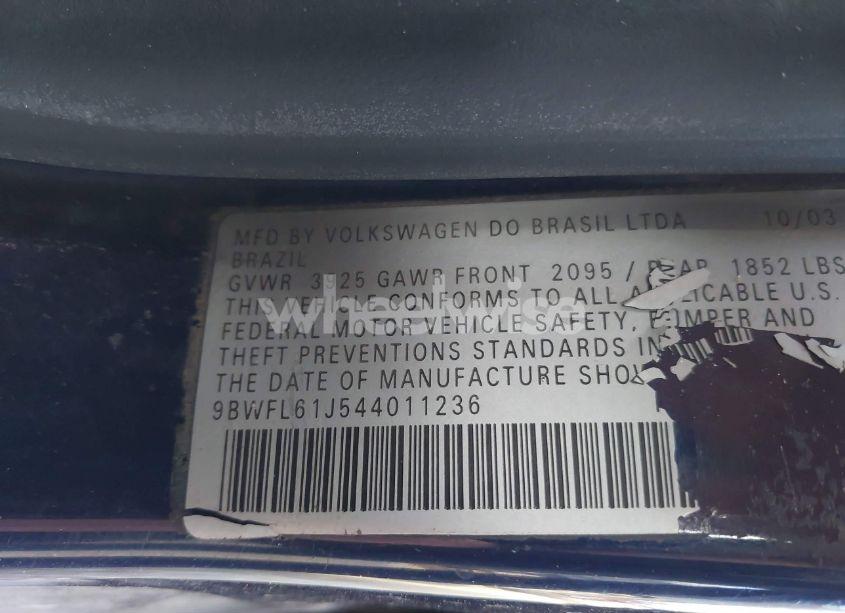 MFD BY VOLKSWAGEN DO BRASIL LTDA 10/03
BRAZIL
GVWR 3925 GAWR FRONT 2095 / REAR 1852 LBS
THIS VEHICLE CONFORMS TO ALL APPLICABLE U.S.
FEDERAL MOTOR VEHICLE SAFETY, BUMPER AND
THEFT PREVENTIONS STANDARDS IN
THE DATE OF MANUFACTURE SHOW
9BWFL61J544011236
wheelwise